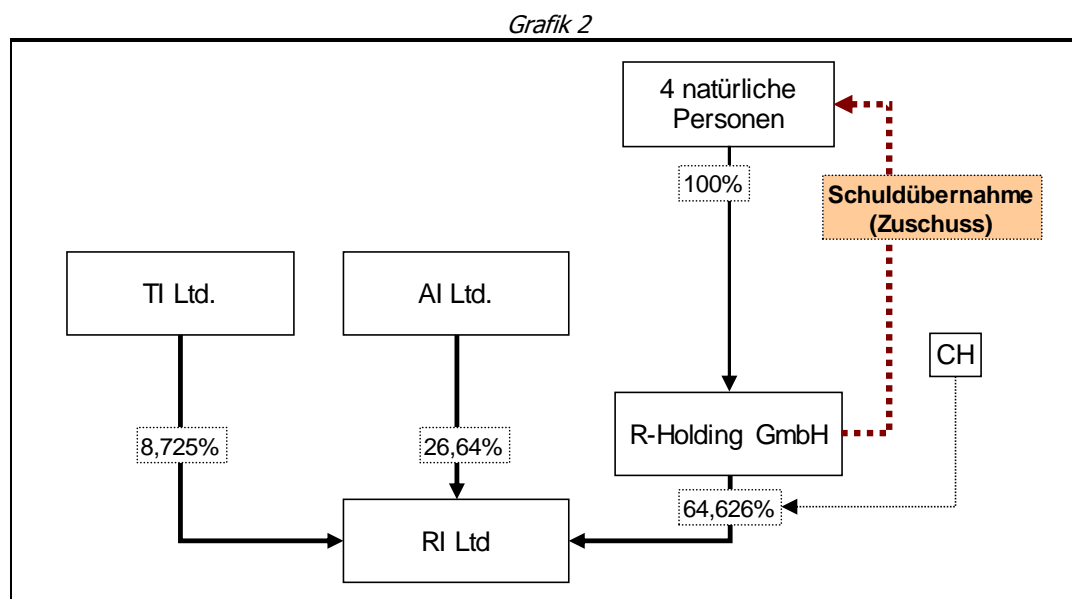 Grafik 2
4 natürliche
Personen
100%
Schuldübernahme
(Zuschuss)
TI Ltd.
AI Ltd.
CH
R-Holding GmbH
8,725%
26,64%
64,626%
RI Ltd